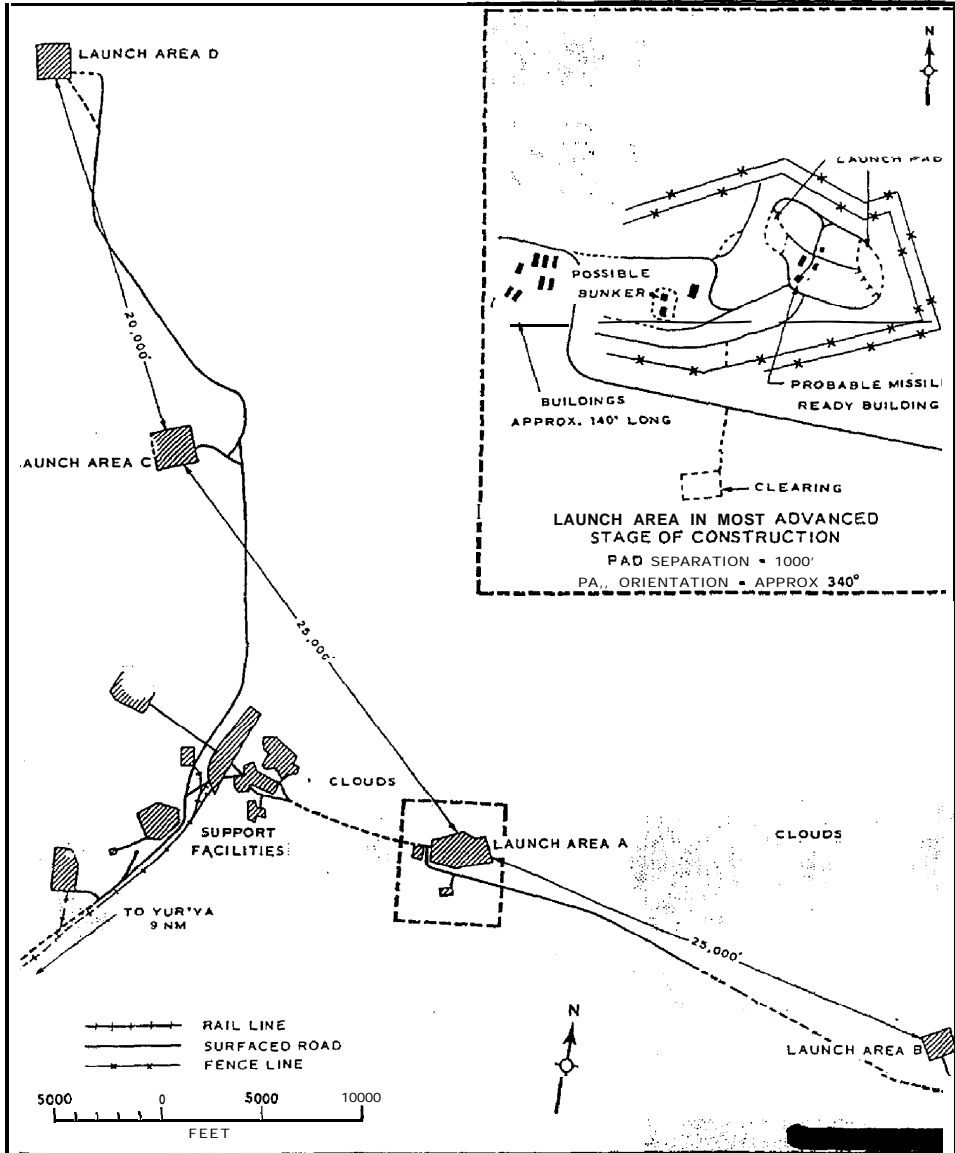 LAUNCH AREA D
N
LAUNCH PAD
POSSIBLE
BUNKER
BUILDINGS
APPROX. 140' LONG
PROBABLE MISSIL
READY BUILDING
CLEARING
LAUNCH AREA IN MOST ADVANCED
STAGE OF CONSTRUCTION
PAD SEPARATION = 1000'
PA,, ORIENTATION = APPROX 340°
20,000'
AUNCH AREA C
25,000'
CLOUDS
SUPPORT
FACILITIES
LAUNCH AREA A
CLOUDS
TO YUR'YA
9 NM
25,000'
LAUNCH AREA B
RAIL LINE
SURFACED ROAD
FENCE LINE
N
5000 0 5000 10000
FEET